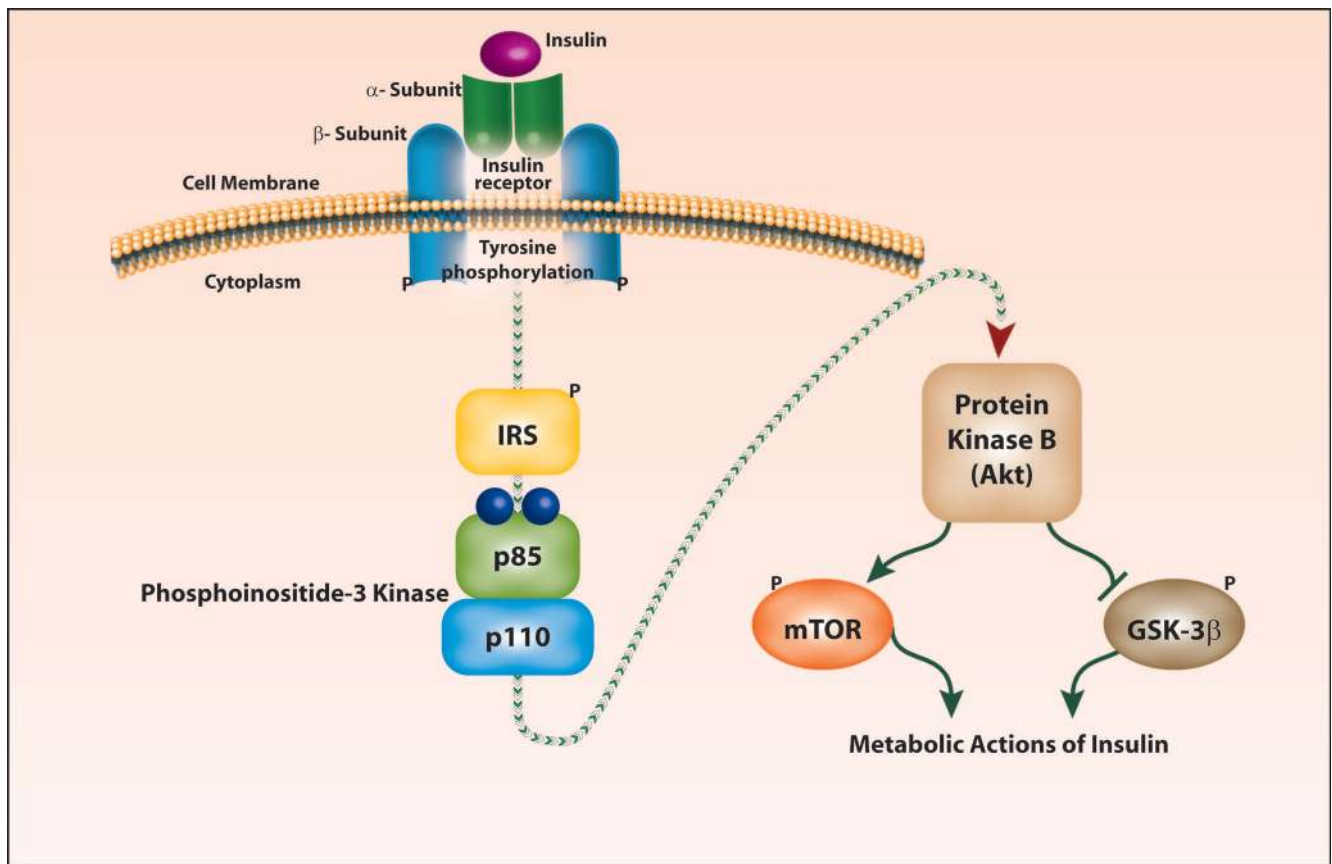 Insulin
α- Subunit
β- Subunit
Insulin
receptor
Cell Membrane
Tyrosine
phosphorylation
Cytoplasm
P
P
P
IRS
p85
Phosphoinositide-3 Kinase
p110
Protein
Kinase B
(Akt)
P
mTOR
P
GSK-3β
Metabolic Actions of Insulin